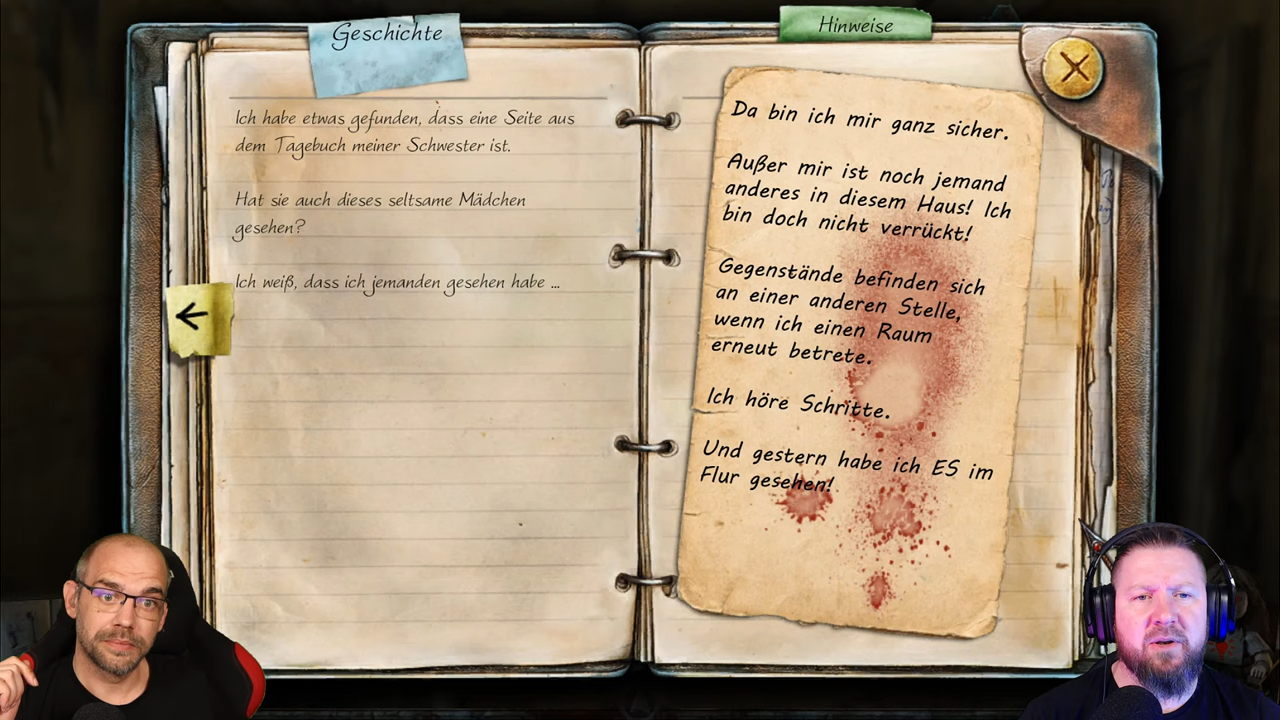 Geschichte
Ich habe etwas gefunden, dass eine Seite aus
dem Tagebuch meiner Schwester ist.
Hat sie auch dieses seltsame Mädchen
gesehen?
Ich weiß, dass ich jemanden gesehen habe ...
Hinweise
Da bin ich mir ganz sicher.
Außer mir ist noch jemand
anderes in diesem Haus! Ich
bin doch nicht verrückt!
Gegenstände befinden sich
an einer anderen Stelle,
wenn ich einen Raum
erneut betrete.
Ich höre Schritte.
Und gestern habe ich ES im
Flur gesehen!